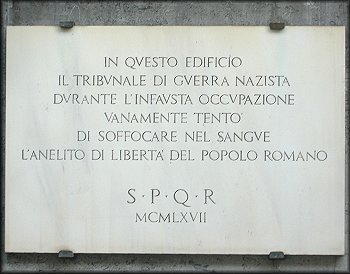 IN QVESTO EDIFICIO
IL TRIBVNALE DI GVERRA NAZISTA
DVRANTE L'INFAVSTA OCCVPAZIONE
VANAMENTE TENTO'
DI SOFFOCARE NEL SANGVE
L'ANELITO DI LIBERTA' DEL POPOLO ROMANO
S·P·Q·R
MCMLXVII